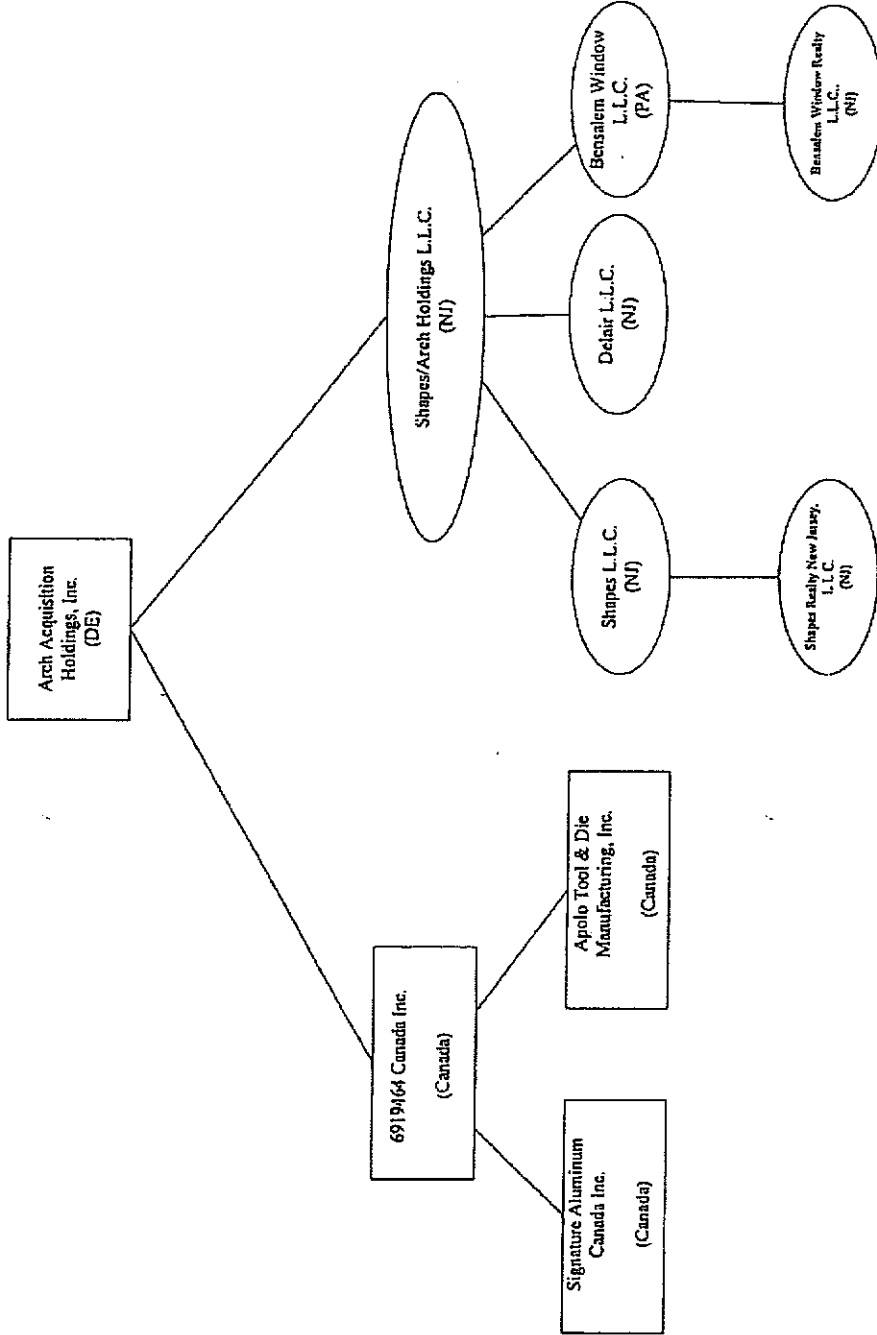 Arch Acquisition
Holdings, Inc.
(DE)
6919464 Canada Inc.
(Canada)
Shapes/Arch Holdings L.L.C.
(NJ)
Signature Aluminum
Canada Inc.
(Canada)
Apolo Tool & Die
Manufacturing, Inc.
(Canada)
Shapes L.L.C.
(NJ)
Delair L.L.C.
(NJ)
Bensalem Window
L.L.C.
(PA)
Shapes Realty New Jersey,
L.L.C.
(NJ)
Bensalem Window Realty
L.L.C.
(NJ)